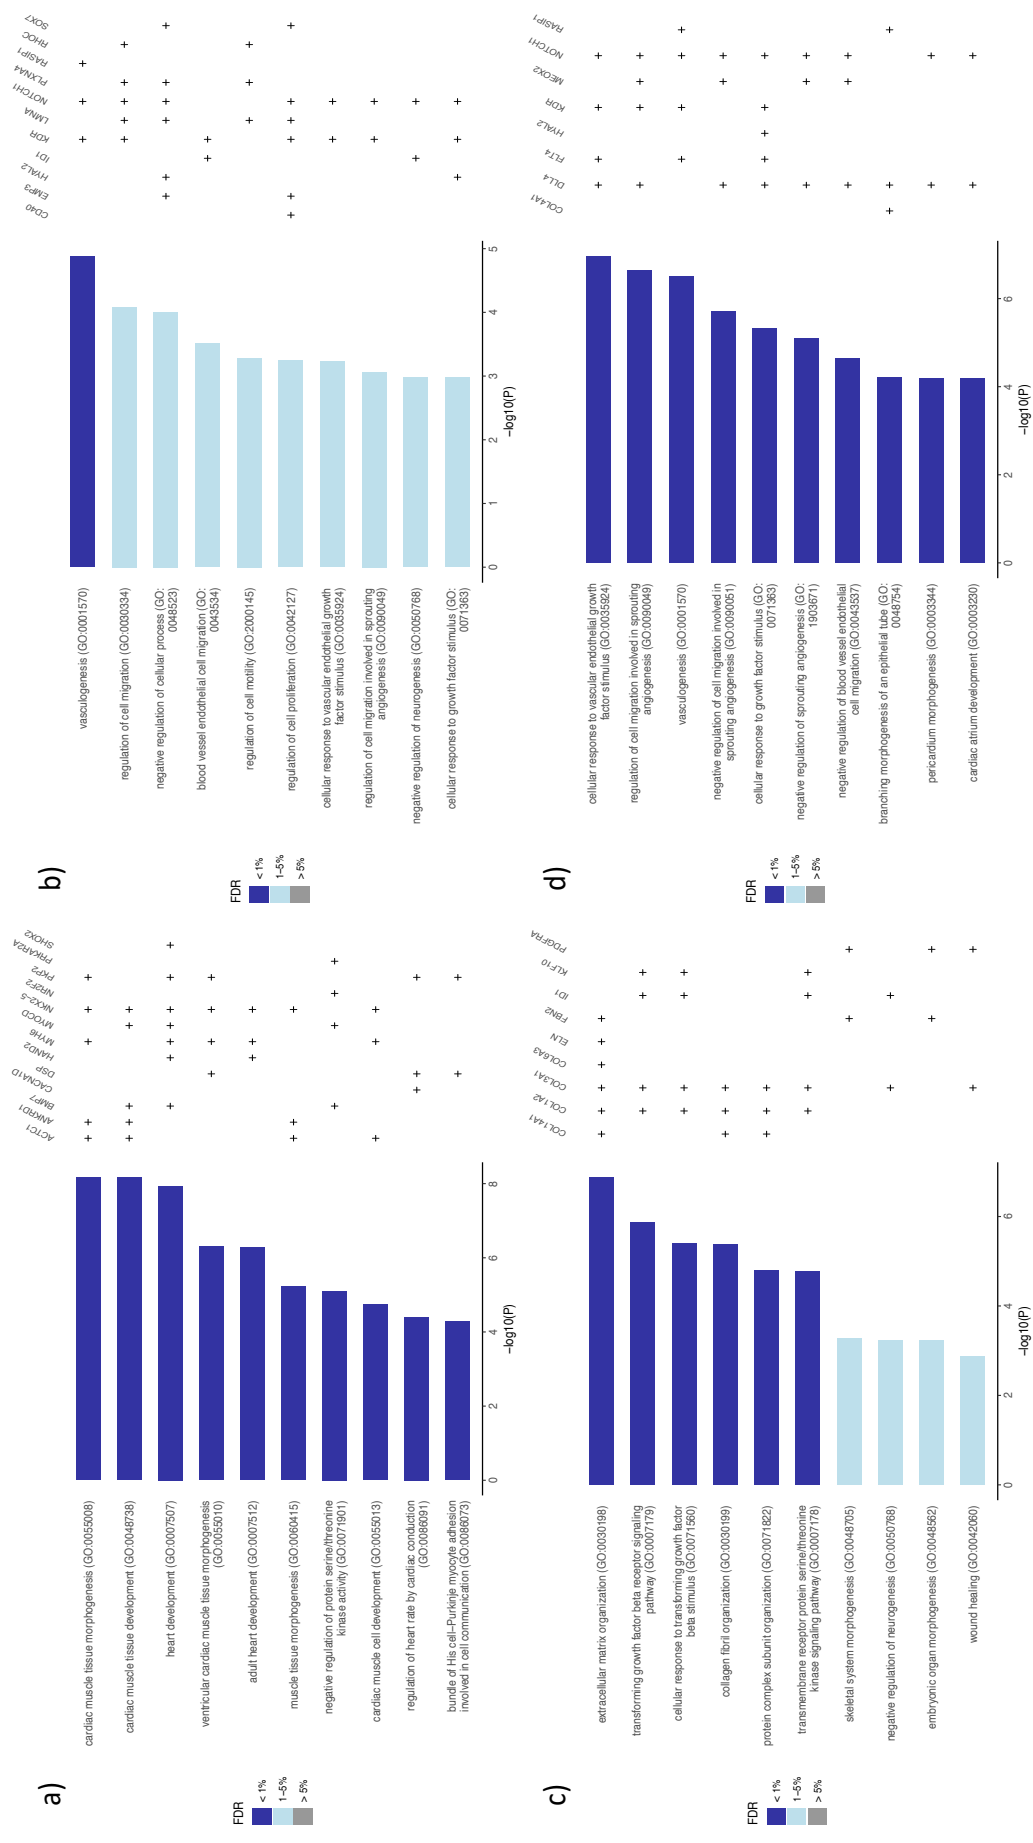 a)
FDR
< 1%
1–5%
> 5%
cardiac muscle tissue morphogenesis (GO:0055008)
cardiac muscle tissue development (GO:0048738)
heart development (GO:0007507)
ventricular cardiac muscle tissue morphogenesis
(GO:0055010)
adult heart development (GO:0007512)
muscle tissue morphogenesis (GO:0060415)
negative regulation of protein serine/threonine
kinase activity (GO:0071901)
cardiac muscle cell development (GO:0055013)
regulation of heart rate by cardiac conduction
(GO:0086091)
bundle of His cell–Purkinje myocyte adhesion
involved in cell communication (GO:0086073)
0 2 4 6 8
−log10(P)
ACTC1
ANKRD1
BMP7
CACNA1D
DSP
HAND2
MYH6
MYOCD
NKX2-5
NR2F2
PKP2
PRKAR2A
SHOX2
b)
FDR
< 1%
1–5%
> 5%
vasculogenesis (GO:0001570)
regulation of cell migration (GO:0030334)
negative regulation of cellular process (GO:
0048523)
blood vessel endothelial cell migration (GO:
0043534)
regulation of cell motility (GO:2000145)
regulation of cell proliferation (GO:0042127)
cellular response to vascular endothelial growth
factor stimulus (GO:0035924)
regulation of cell migration involved in sprouting
angiogenesis (GO:0090049)
negative regulation of neurogenesis (GO:0050768)
cellular response to growth factor stimulus (GO:
0071363)
0 1 2 3 4 5
−log10(P)
CD40
EMP3
HYAL2
ID1
KDR
LMNA
NOTCH1
PLXNA4
RASIP1
RHOC
SOX7
c)
FDR
< 1%
1–5%
> 5%
extracellular matrix organization (GO:0030198)
transforming growth factor beta receptor signaling
pathway (GO:0007179)
cellular response to transforming growth factor
beta stimulus (GO:0071560)
collagen fibril organization (GO:0030199)
protein complex subunit organization (GO:0071822)
transmembrane receptor protein serine/threonine
kinase signaling pathway (GO:0007178)
skeletal system morphogenesis (GO:0048705)
negative regulation of neurogenesis (GO:0050768)
embryonic organ morphogenesis (GO:0048562)
wound healing (GO:0042060)
0 2 4 6
−log10(P)
COL14A1
COL1A2
COL3A1
COL6A3
ELN
FBN2
ID1
KLF10
PDGFRA
d)
FDR
< 1%
1–5%
> 5%
cellular response to vascular endothelial growth
factor stimulus (GO:0035924)
regulation of cell migration involved in sprouting
angiogenesis (GO:0090049)
vasculogenesis (GO:0001570)
negative regulation of cell migration involved in
sprouting angiogenesis (GO:0090051)
cellular response to growth factor stimulus (GO:
0071363)
negative regulation of sprouting angiogenesis (GO:
1903671)
negative regulation of blood vessel endothelial
cell migration (GO:0043537)
branching morphogenesis of an epithelial tube (GO:
0048754)
pericardium morphogenesis (GO:0003344)
cardiac atrium development (GO:0003230)
0 2 4 6
−log10(P)
COL4A1
DLL4
FLT4
HYAL2
KDR
MEOX2
NOTCH1
RASIP1